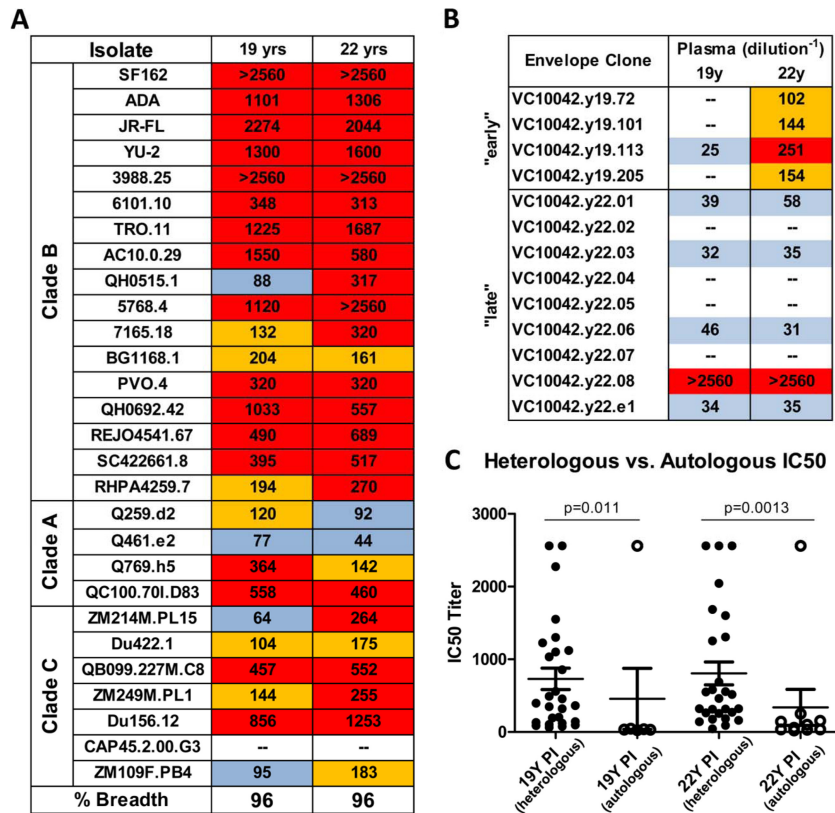 A
Isolate 19 yrs 22 yrs
Clade B
SF162 >2560 >2560
ADA 1101 1306
JR-FL 2274 2044
YU-2 1300 1600
3988.25 >2560 >2560
6101.10 348 313
TRO.11 1225 1687
AC10.0.29 1550 580
QH0515.1 88 317
5768.4 1120 >2560
7165.18 132 320
BG1168.1 204 161
PVO.4 320 320
QH0692.42 1033 557
REJO4541.67 490 689
SC422661.8 395 517
RHPA4259.7 194 270
Clade A
Q259.d2 120 92
Q461.e2 77 44
Q769.h5 364 142
QC100.70I.D83 558 460
Clade C
ZM214M.PL15 64 264
Du422.1 104 175
QB099.227M.C8 457 552
ZM249M.PL1 144 255
Du156.12 856 1253
CAP45.2.00.G3 -- --
ZM109F.PB4 95 183
% Breadth 96 96
B
Envelope Clone Plasma (dilution⁻¹)
19y 22y
"early"
VC10042.y19.72 -- 102
VC10042.y19.101 -- 144
VC10042.y19.113 25 251
VC10042.y19.205 -- 154
"late"
VC10042.y22.01 39 58
VC10042.y22.02 -- --
VC10042.y22.03 32 35
VC10042.y22.04 -- --
VC10042.y22.05 -- --
VC10042.y22.06 46 31
VC10042.y22.07 -- --
VC10042.y22.08 >2560 >2560
VC10042.y22.e1 34 35
C Heterologous vs. Autologous IC50
p=0.011 p=0.0013
IC50 Titer
3000
2000
1000
0
19Y PI
(heterologous)
19Y PI
(autologous)
22Y PI
(heterologous)
22Y PI
(autologous)